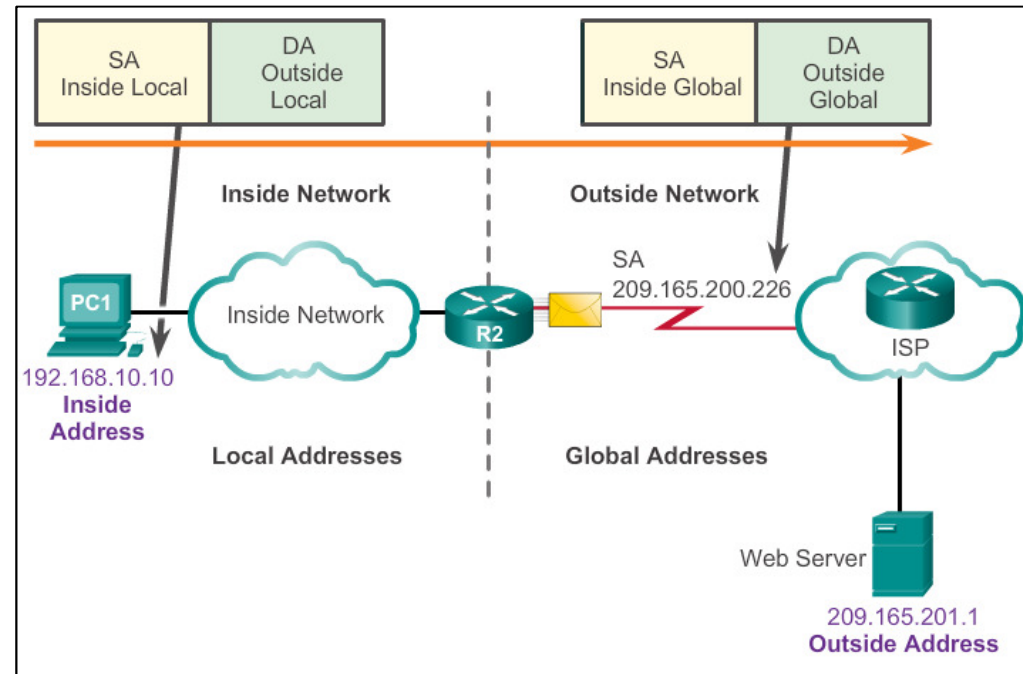 SA
Inside Local
DA
Outside
Local
SA
Inside Global
DA
Outside
Global
Inside Network
Outside Network
PC1
Inside Network
R2
SA
209.165.200.226
ISP
192.168.10.10
Inside
Address
Local Addresses
Global Addresses
Web Server
209.165.201.1
Outside Address